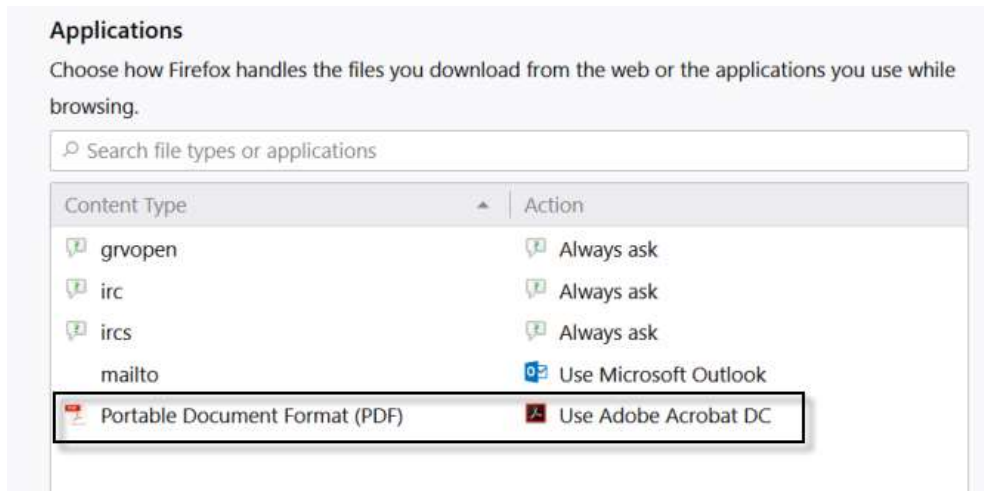 Applications
Choose how Firefox handles the files you download from the web or the applications you use while
browsing.
Search file types or applications
Content Type Action
grvopen Always ask
irc Always ask
ircs Always ask
mailto Use Microsoft Outlook
Portable Document Format (PDF) Use Adobe Acrobat DC